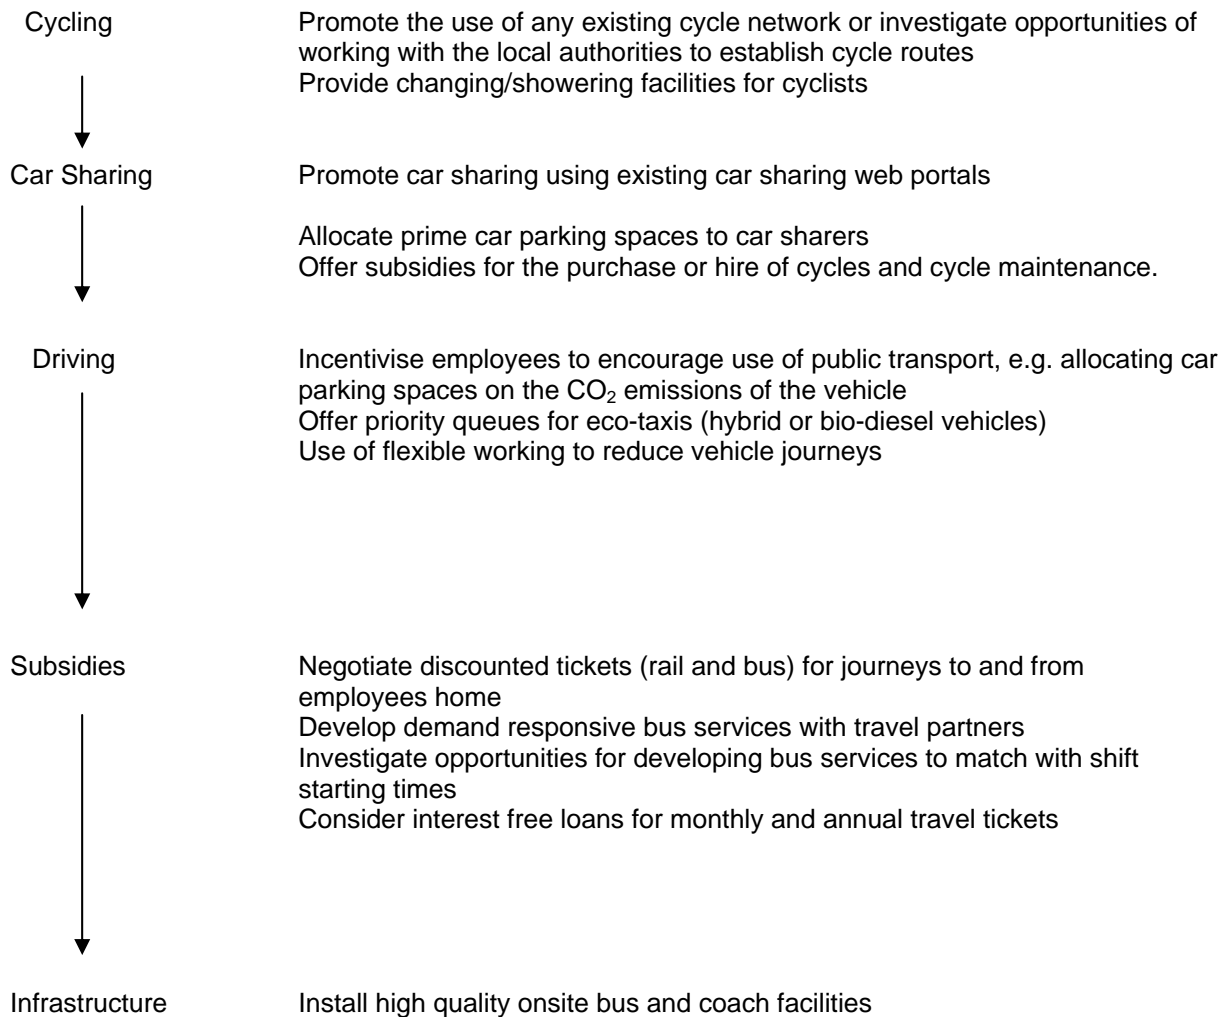 Cycling Promote the use of any existing cycle network or investigate opportunities of
working with the local authorities to establish cycle routes
Provide changing/showering facilities for cyclists
Car Sharing Promote car sharing using existing car sharing web portals
Allocate prime car parking spaces to car sharers
Offer subsidies for the purchase or hire of cycles and cycle maintenance.
Driving Incentivise employees to encourage use of public transport, e.g. allocating car
parking spaces on the CO₂ emissions of the vehicle
Offer priority queues for eco-taxis (hybrid or bio-diesel vehicles)
Use of flexible working to reduce vehicle journeys
Subsidies Negotiate discounted tickets (rail and bus) for journeys to and from
employees home
Develop demand responsive bus services with travel partners
Investigate opportunities for developing bus services to match with shift
starting times
Consider interest free loans for monthly and annual travel tickets
Infrastructure Install high quality onsite bus and coach facilities